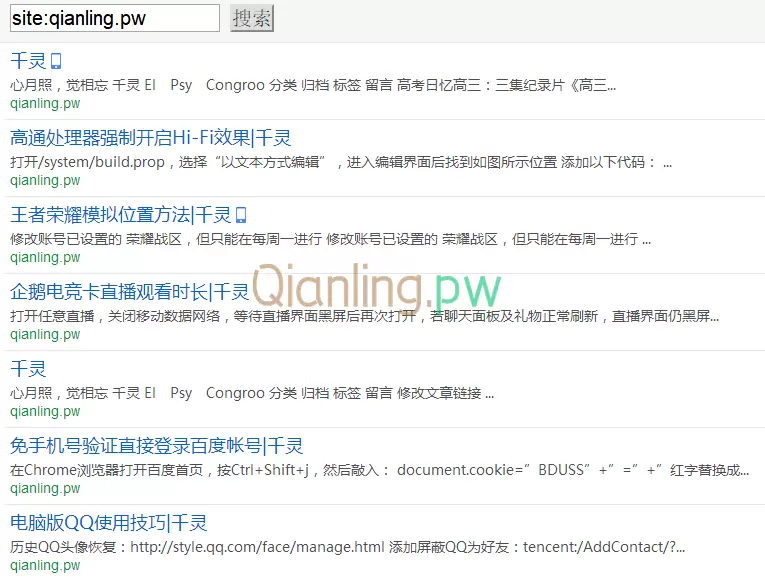 site:qianling.pw 搜索
千灵
心月照，觉相忘 千灵 El Psy Congroo 分类 归档 标签 留言 高考日忆高三：三集纪录片《高三...
qianling.pw
高通处理器强制开启Hi-Fi效果|千灵
打开/system/build.prop，选择“以文本方式编辑”，进入编辑界面后找到如图所示位置 添加以下代码： ...
qianling.pw
王者荣耀模拟位置方法|千灵
修改账号已设置的 荣耀战区，但只能在每周一进行 修改账号已设置的 荣耀战区，但只能在每周一进行 ...
qianling.pw
企鹅电竞卡直播观看时长|千灵
Qianling.pw
打开任意直播，关闭移动数据网络，等待直播界面黑屏后再次打开，若聊天面板及礼物正常刷新，直播界面仍黑屏...
qianling.pw
千灵
心月照，觉相忘 千灵 El Psy Congroo 分类 归档 标签 留言 修改文章链接 ...
qianling.pw
免手机号验证直接登录百度帐号|千灵
在Chrome浏览器打开百度首页，按Ctrl+Shift+j，然后敲入： document.cookie=”BDUSS”+”=”+”红字替换成...
qianling.pw
电脑版QQ使用技巧|千灵
历史QQ头像恢复：http://style.qq.com/face/manage.html 添加屏蔽QQ为好友：tencent:/AddContact/?...
qianling.pw